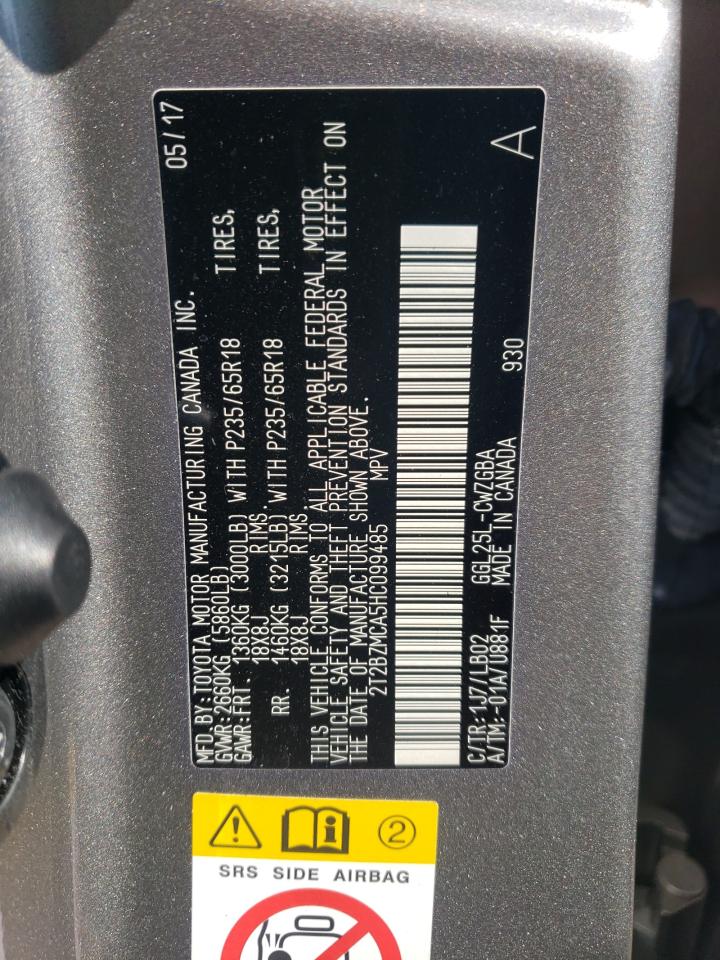 MFD. BY: TOYOTA MOTOR MANUFACTURING CANADA INC. 05/17
GVWR: 2660KG (5860LB)
GAWR: FRT. 1360KG (3000LB) WITH P235/65R18 TIRES,
18X8J RIMS
RR. 1460KG (3215LB) WITH P235/65R18 TIRES,
18X8J RIMS
THIS VEHICLE CONFORMS TO ALL APPLICABLE FEDERAL MOTOR
VEHICLE SAFETY AND THEFT PREVENTION STANDARDS IN EFFECT ON
THE DATE OF MANUFACTURE SHOWN ABOVE.
2T2BZMCA5HC099485 MPV
C/TR: 1J7/LB02 GGL25L-CWZGBA
A/TM: -01A/U881F MADE IN CANADA 930
A
2
SRS SIDE AIRBAG